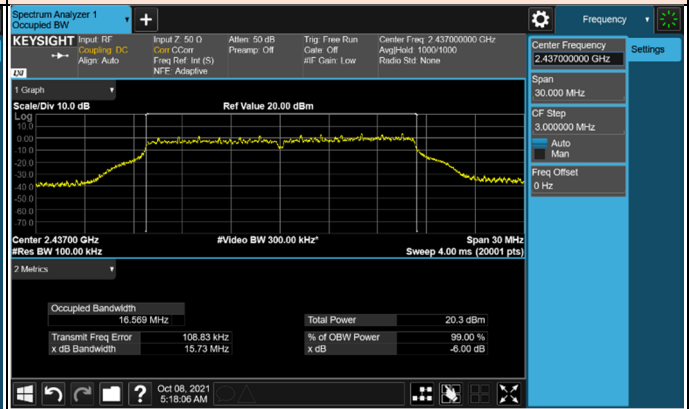 Spectrum Analyzer 1
Occupied BW
+
Frequency
KEYSIGHT
Input: RF
Coupling: DC
Align: Auto
Input Z: 50 Ω
Corr CCorr
Freq Ref: Int (S)
NFE: Adaptive
Atten: 50 dB
Preamp: Off
Trig: Free Run
Gate: Off
#IF Gain: Low
Center Freq: 2.437000000 GHz
Avg|Hold: 1000/1000
Radio Std: None
LXI
Center Frequency
2.437000000 GHz
Settings
Span
30.000 MHz
CF Step
3.000000 MHz
Auto
Man
Freq Offset
0 Hz
1 Graph
Scale/Div 10.0 dB
Ref Value 20.00 dBm
Log
10.0
0.00
-10.0
-20.0
-30.0
-40.0
-50.0
-60.0
-70.0
Center 2.43700 GHz
#Video BW 300.00 kHz*
Span 30 MHz
#Res BW 100.00 kHz
Sweep 4.00 ms (20001 pts)
2 Metrics
Occupied Bandwidth
16.569 MHz
Total Power
20.3 dBm
Transmit Freq Error
108.83 kHz
% of OBW Power
99.00 %
x dB Bandwidth
15.73 MHz
x dB
-6.00 dB
?
Oct 08, 2021
5:18:06 AM